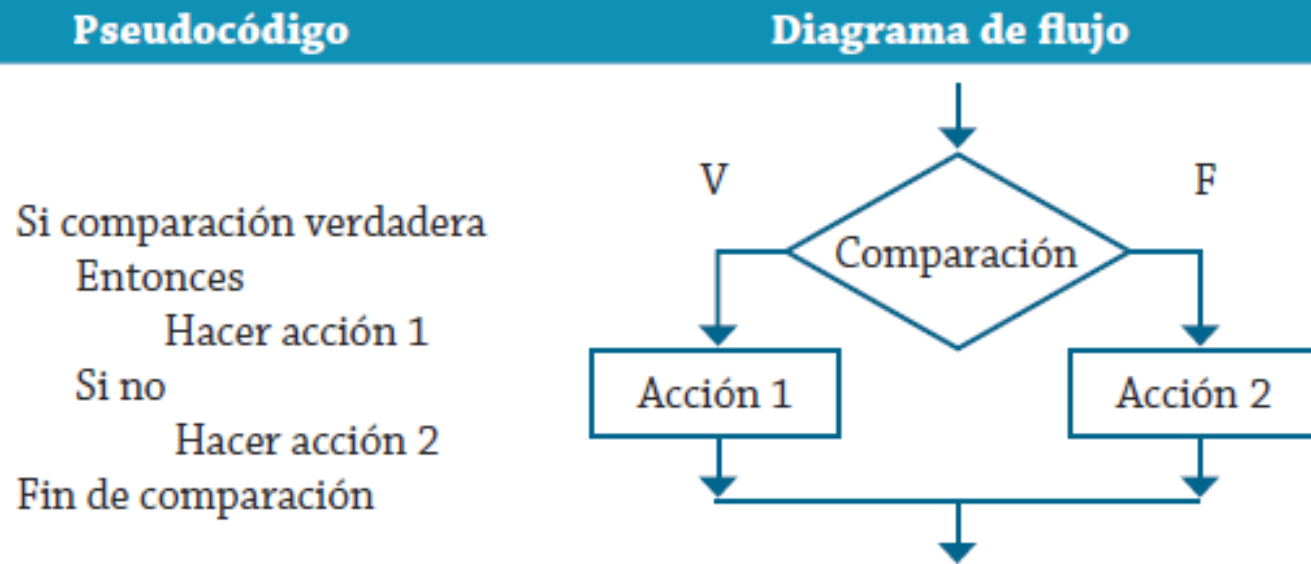 Pseudocódigo
Diagrama de flujo
Si comparación verdadera
Entonces
Hacer acción 1
Si no
Hacer acción 2
Fin de comparación
V
F
Comparación
Acción 1
Acción 2